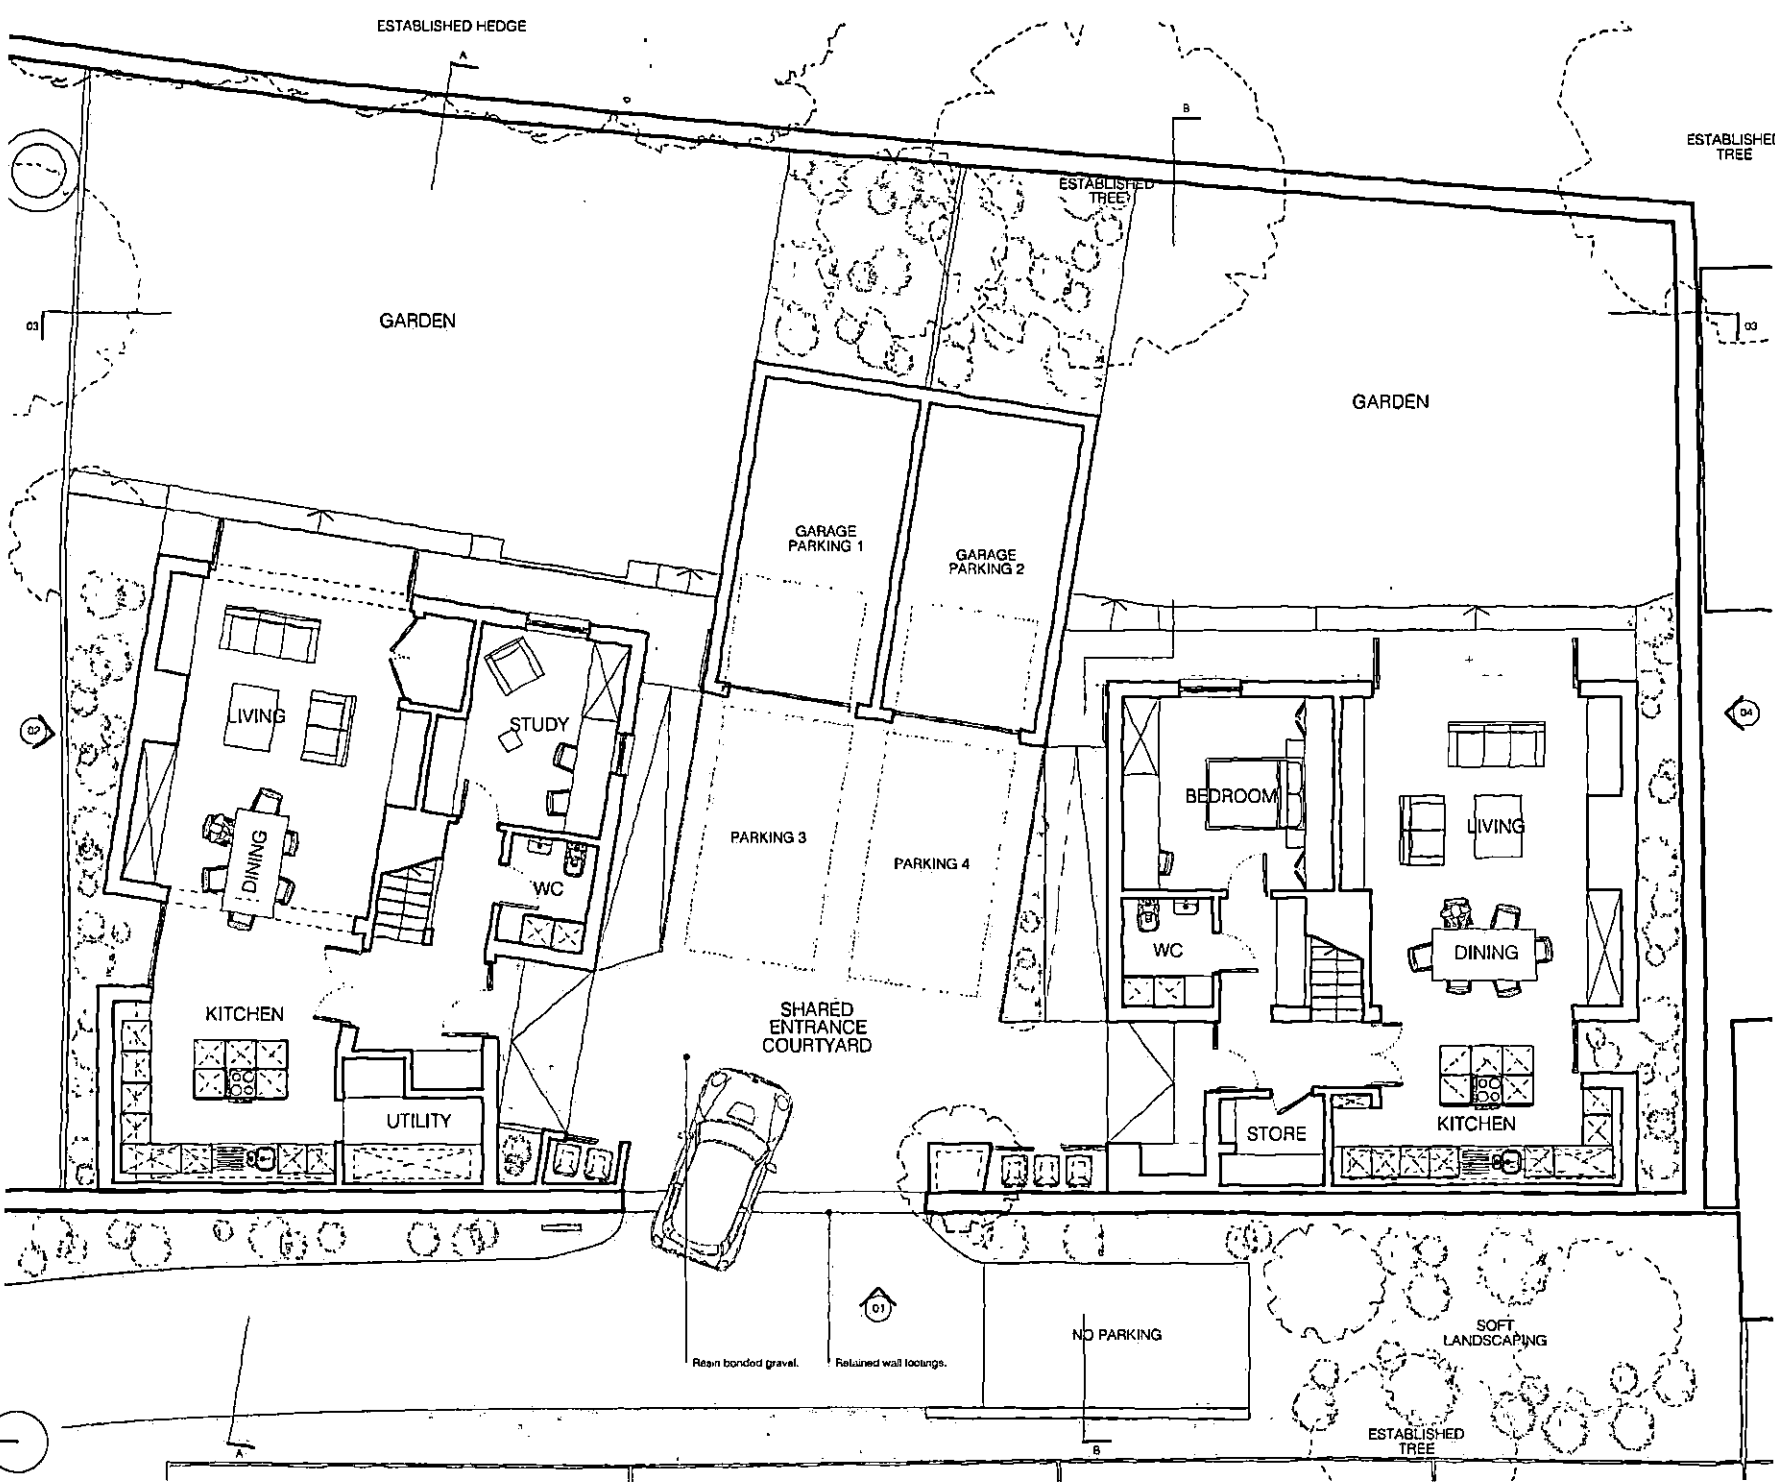 ESTABLISHED HEDGE
A
B
ESTABLISHED
TREE
ESTABLISHED
TREE
03
GARDEN
03
GARDEN
GARAGE
PARKING 1
GARAGE
PARKING 2
02
LIVING
STUDY
04
BEDROOM
LIVING
PARKING 3
PARKING 4
DINING
WC
WC
DINING
KITCHEN
SHARED
ENTRANCE
COURTYARD
UTILITY
STORE
KITCHEN
01
NO PARKING
SOFT
LANDSCAPING
Resin bonded gravel.
Retained wall footings.
ESTABLISHED
TREE
A
B